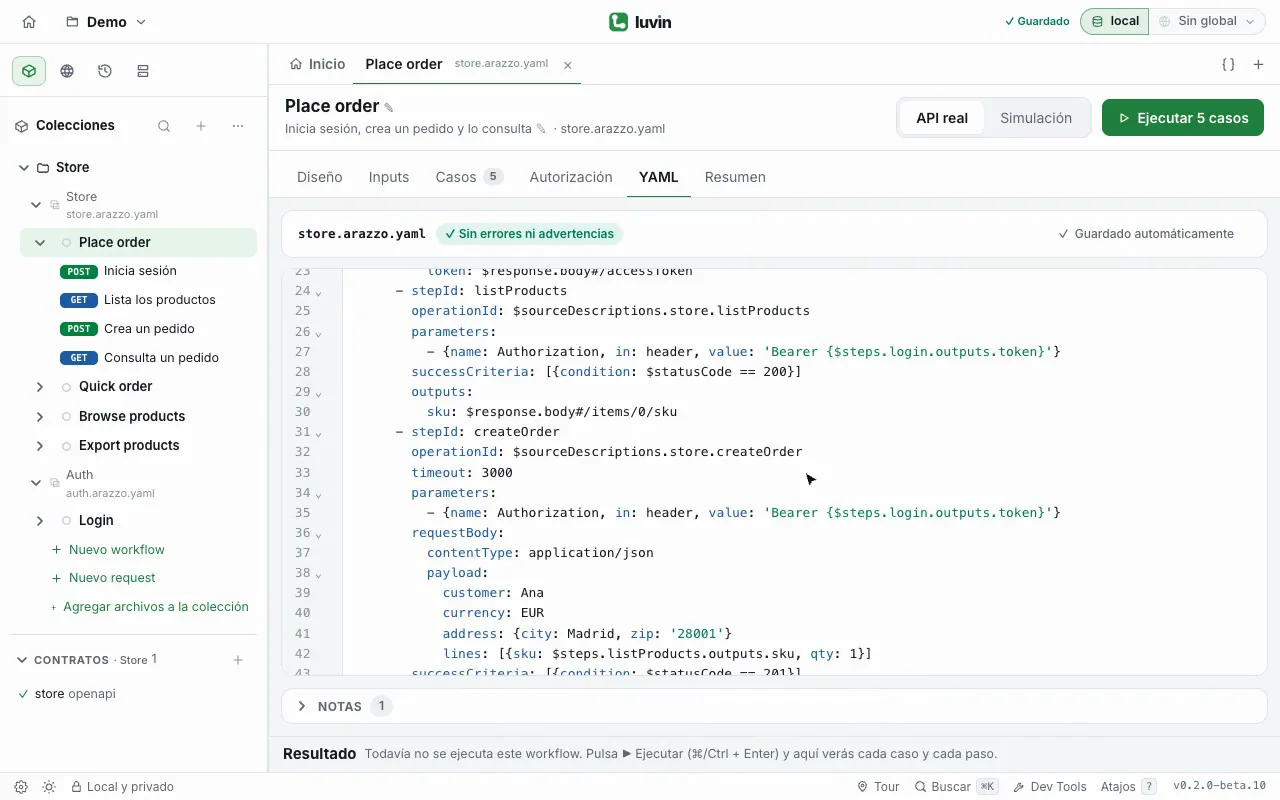 Demo
luvin
Guardado
local
Sin global
Inicio
Place order
store.arazzo.yaml
Colecciones
Store
Store
store.arazzo.yaml
Place order
POST Inicia sesión
GET Lista los productos
POST Crea un pedido
GET Consulta un pedido
Quick order
Browse products
Export products
Auth
auth.arazzo.yaml
Login
+ Nuevo workflow
+ Nuevo request
+ Agregar archivos a la colección
CONTRATOS · Store 1
store openapi
Place order
Inicia sesión, crea un pedido y lo consulta · store.arazzo.yaml
API real
Simulación
Ejecutar 5 casos
Diseño
Inputs
Casos 5
Autorización
YAML
Resumen
store.arazzo.yaml
Sin errores ni advertencias
Guardado automáticamente
23 token: $response.body#/accessToken
24 - stepId: listProducts
25 operationId: $sourceDescriptions.store.listProducts
26 parameters:
27 - {name: Authorization, in: header, value: 'Bearer {$steps.login.outputs.token}'}
28 successCriteria: [{condition: $statusCode == 200}]
29 outputs:
30 sku: $response.body#/items/0/sku
31 - stepId: createOrder
32 operationId: $sourceDescriptions.store.createOrder
33 timeout: 3000
34 parameters:
35 - {name: Authorization, in: header, value: 'Bearer {$steps.login.outputs.token}'}
36 requestBody:
37 contentType: application/json
38 payload:
39 customer: Ana
40 currency: EUR
41 address: {city: Madrid, zip: '28001'}
42 lines: [{sku: $steps.listProducts.outputs.sku, qty: 1}]
43 successCriteria: [{condition: $statusCode == 201}]
NOTAS 1
Resultado Todavía no se ejecuta este workflow. Pulsa ▶ Ejecutar (⌘/Ctrl + Enter) y aquí verás cada caso y cada paso.
Local y privado
Tour
Buscar ⌘K
Dev Tools
Atajos ?
v0.2.0-beta.10